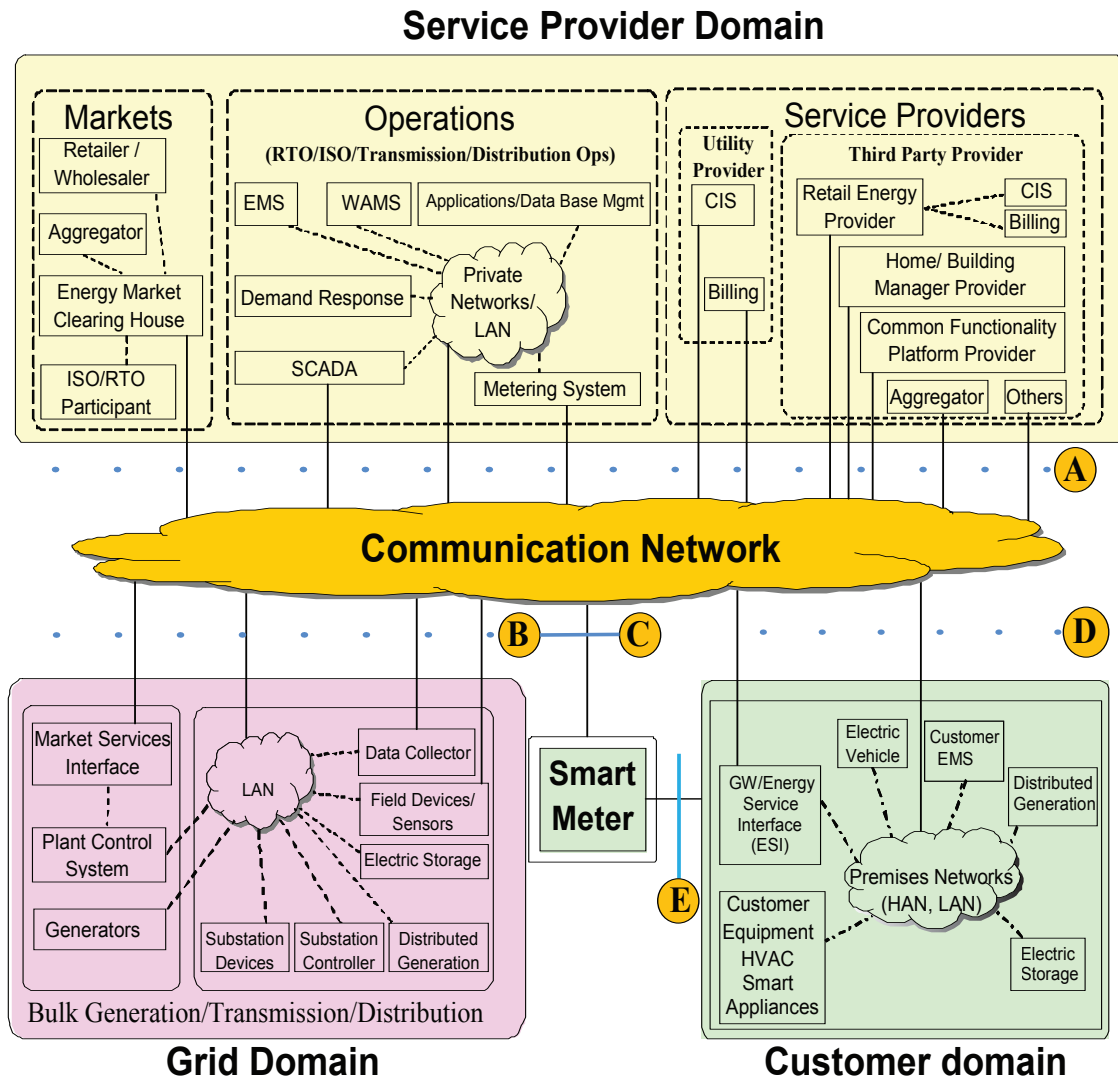 Service Provider Domain
Markets
Retailer /
Wholesaler
Aggregator
Energy Market
Clearing House
ISO/RTO
Participant
Operations
(RTO/ISO/Transmission/Distribution Ops)
EMS
WAMS
Applications/Data Base Mgmt
Private
Networks/
LAN
Demand Response
SCADA
Metering System
Service Providers
Utility
Provider
CIS
Billing
Third Party Provider
Retail Energy
Provider
CIS
Billing
Home/ Building
Manager Provider
Common Functionality
Platform Provider
Aggregator
Others
A
Communication Network
B
C
D
Market Services
Interface
Plant Control
System
Generators
LAN
Data Collector
Field Devices/
Sensors
Electric Storage
Substation
Devices
Substation
Controller
Distributed
Generation
Bulk Generation/Transmission/Distribution
Grid Domain
Smart
Meter
E
GW/Energy
Service
Interface
(ESI)
Electric
Vehicle
Customer
EMS
Distributed
Generation
Premises Networks
(HAN, LAN)
Customer
Equipment
HVAC
Smart
Appliances
Electric
Storage
Customer domain